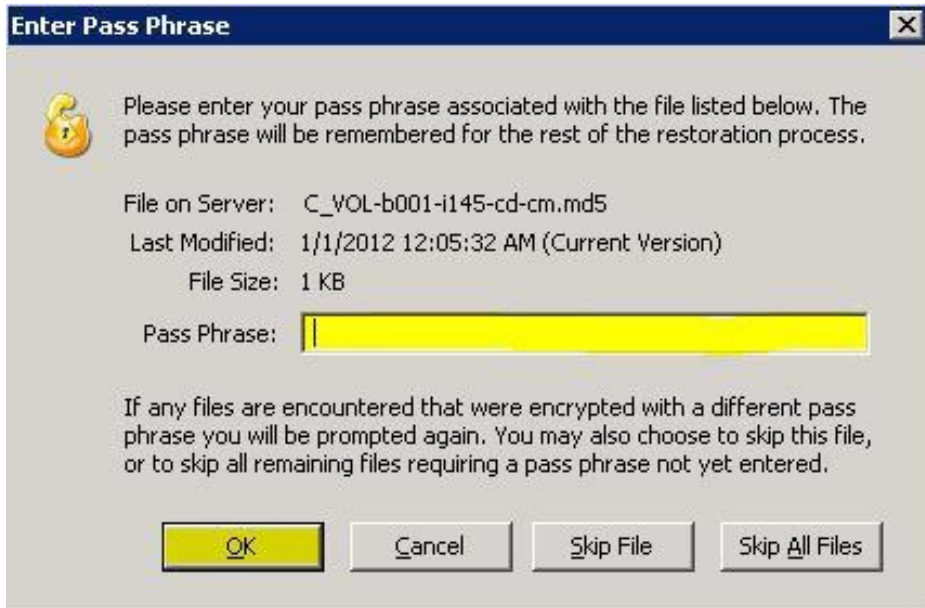 Enter Pass Phrase
Please enter your pass phrase associated with the file listed below. The
pass phrase will be remembered for the rest of the restoration process.
File on Server: C_VOL-b001-i145-cd-cm.md5
Last Modified: 1/1/2012 12:05:32 AM (Current Version)
File Size: 1 KB
Pass Phrase:
If any files are encountered that were encrypted with a different pass
phrase you will be prompted again. You may also choose to skip this file,
or to skip all remaining files requiring a pass phrase not yet entered.
OK Cancel Skip File Skip All Files